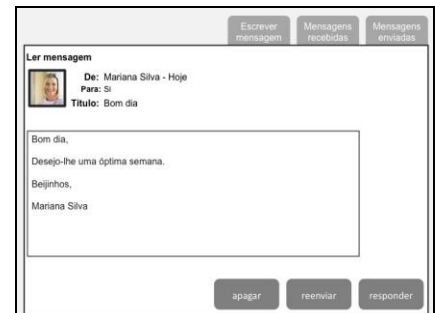 Escrever
mensagem
Mensagens
recebidas
Mensagens
enviadas
Ler mensagem
De: Mariana Silva - Hoje
Para: Si
Título: Bom dia
Bom dia,
Desejo-lhe uma óptima semana.
Beijinhos,
Mariana Silva
apagar
reenviar
responder